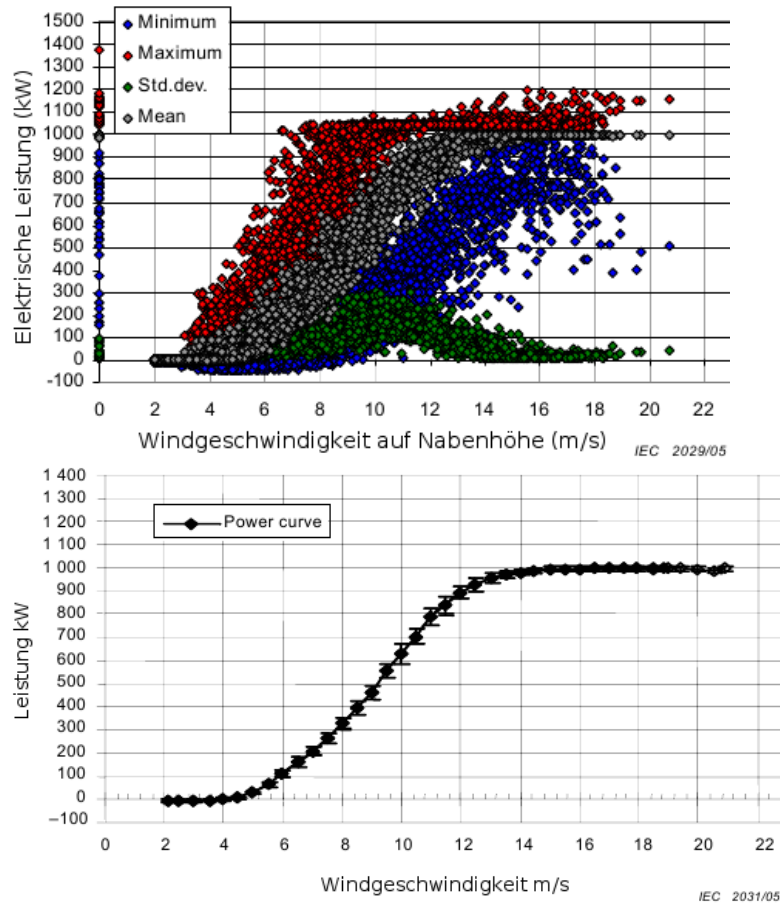 1500
1400
1300
1200
1100
1000
900
800
700
600
500
400
300
200
100
0
-100
Elektrische Leistung (kW)
Minimum
Maximum
Std.dev.
Mean
0 2 4 6 8 10 12 14 16 18 20 22
Windgeschwindigkeit auf Nabenhöhe (m/s)
IEC 2029/05
1 400
1 300
1 200
1 100
1 000
900
800
700
600
500
400
300
200
100
0
–100
Leistung kW
Power curve
0 2 4 6 8 10 12 14 16 18 20 22
Windgeschwindigkeit m/s
IEC 2031/05